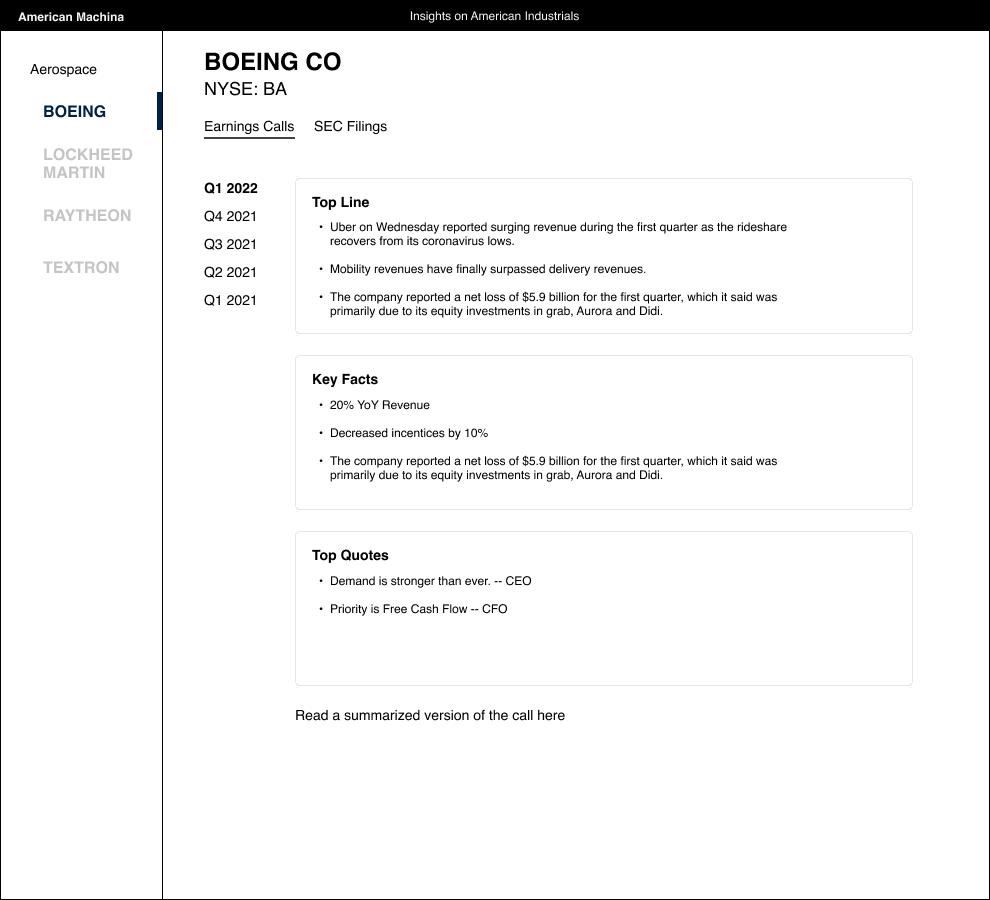 American Machina
Insights on American Industrials
Aerospace
BOEING
LOCKHEED
MARTIN
RAYTHEON
TEXTRON
BOEING CO
NYSE: BA
Earnings Calls SEC Filings
Q1 2022
Q4 2021
Q3 2021
Q2 2021
Q1 2021
Top Line
• Uber on Wednesday reported surging revenue during the first quarter as the rideshare
recovers from its coronavirus lows.
• Mobility revenues have finally surpassed delivery revenues.
• The company reported a net loss of $5.9 billion for the first quarter, which it said was
primarily due to its equity investments in grab, Aurora and Didi.
Key Facts
• 20% YoY Revenue
• Decreased incentices by 10%
• The company reported a net loss of $5.9 billion for the first quarter, which it said was
primarily due to its equity investments in grab, Aurora and Didi.
Top Quotes
• Demand is stronger than ever. -- CEO
• Priority is Free Cash Flow -- CFO
Read a summarized version of the call here